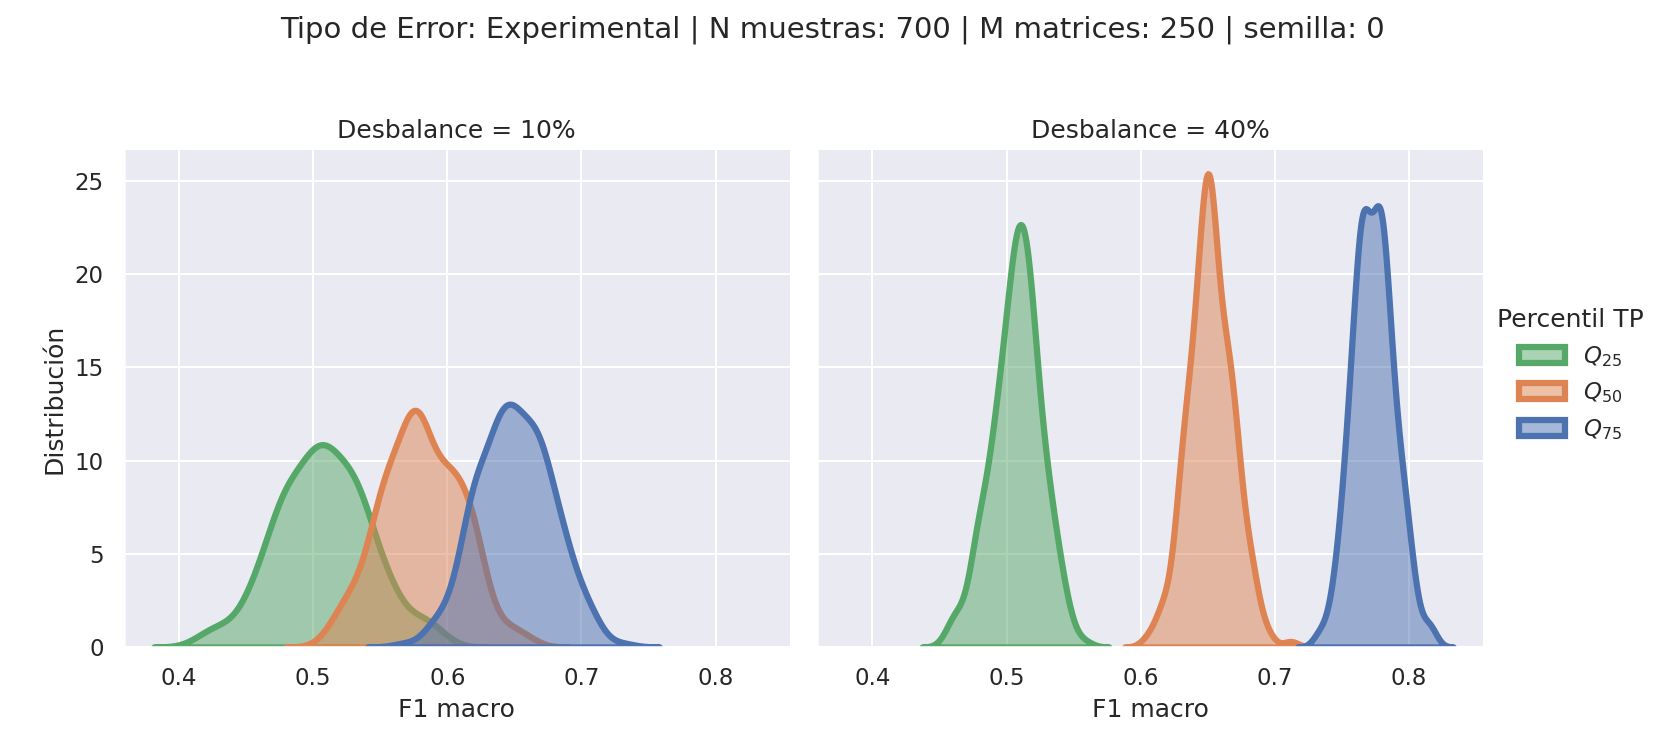 Tipo de Error: Experimental | N muestras: 700 | M matrices: 250 | semilla: 0
Desbalance = 10%
Desbalance = 40%
25
20
15
10
5
0
Distribución
0.4 0.5 0.6 0.7 0.8
0.4 0.5 0.6 0.7 0.8
F1 macro
F1 macro
Percentil TP
Q25
Q50
Q75